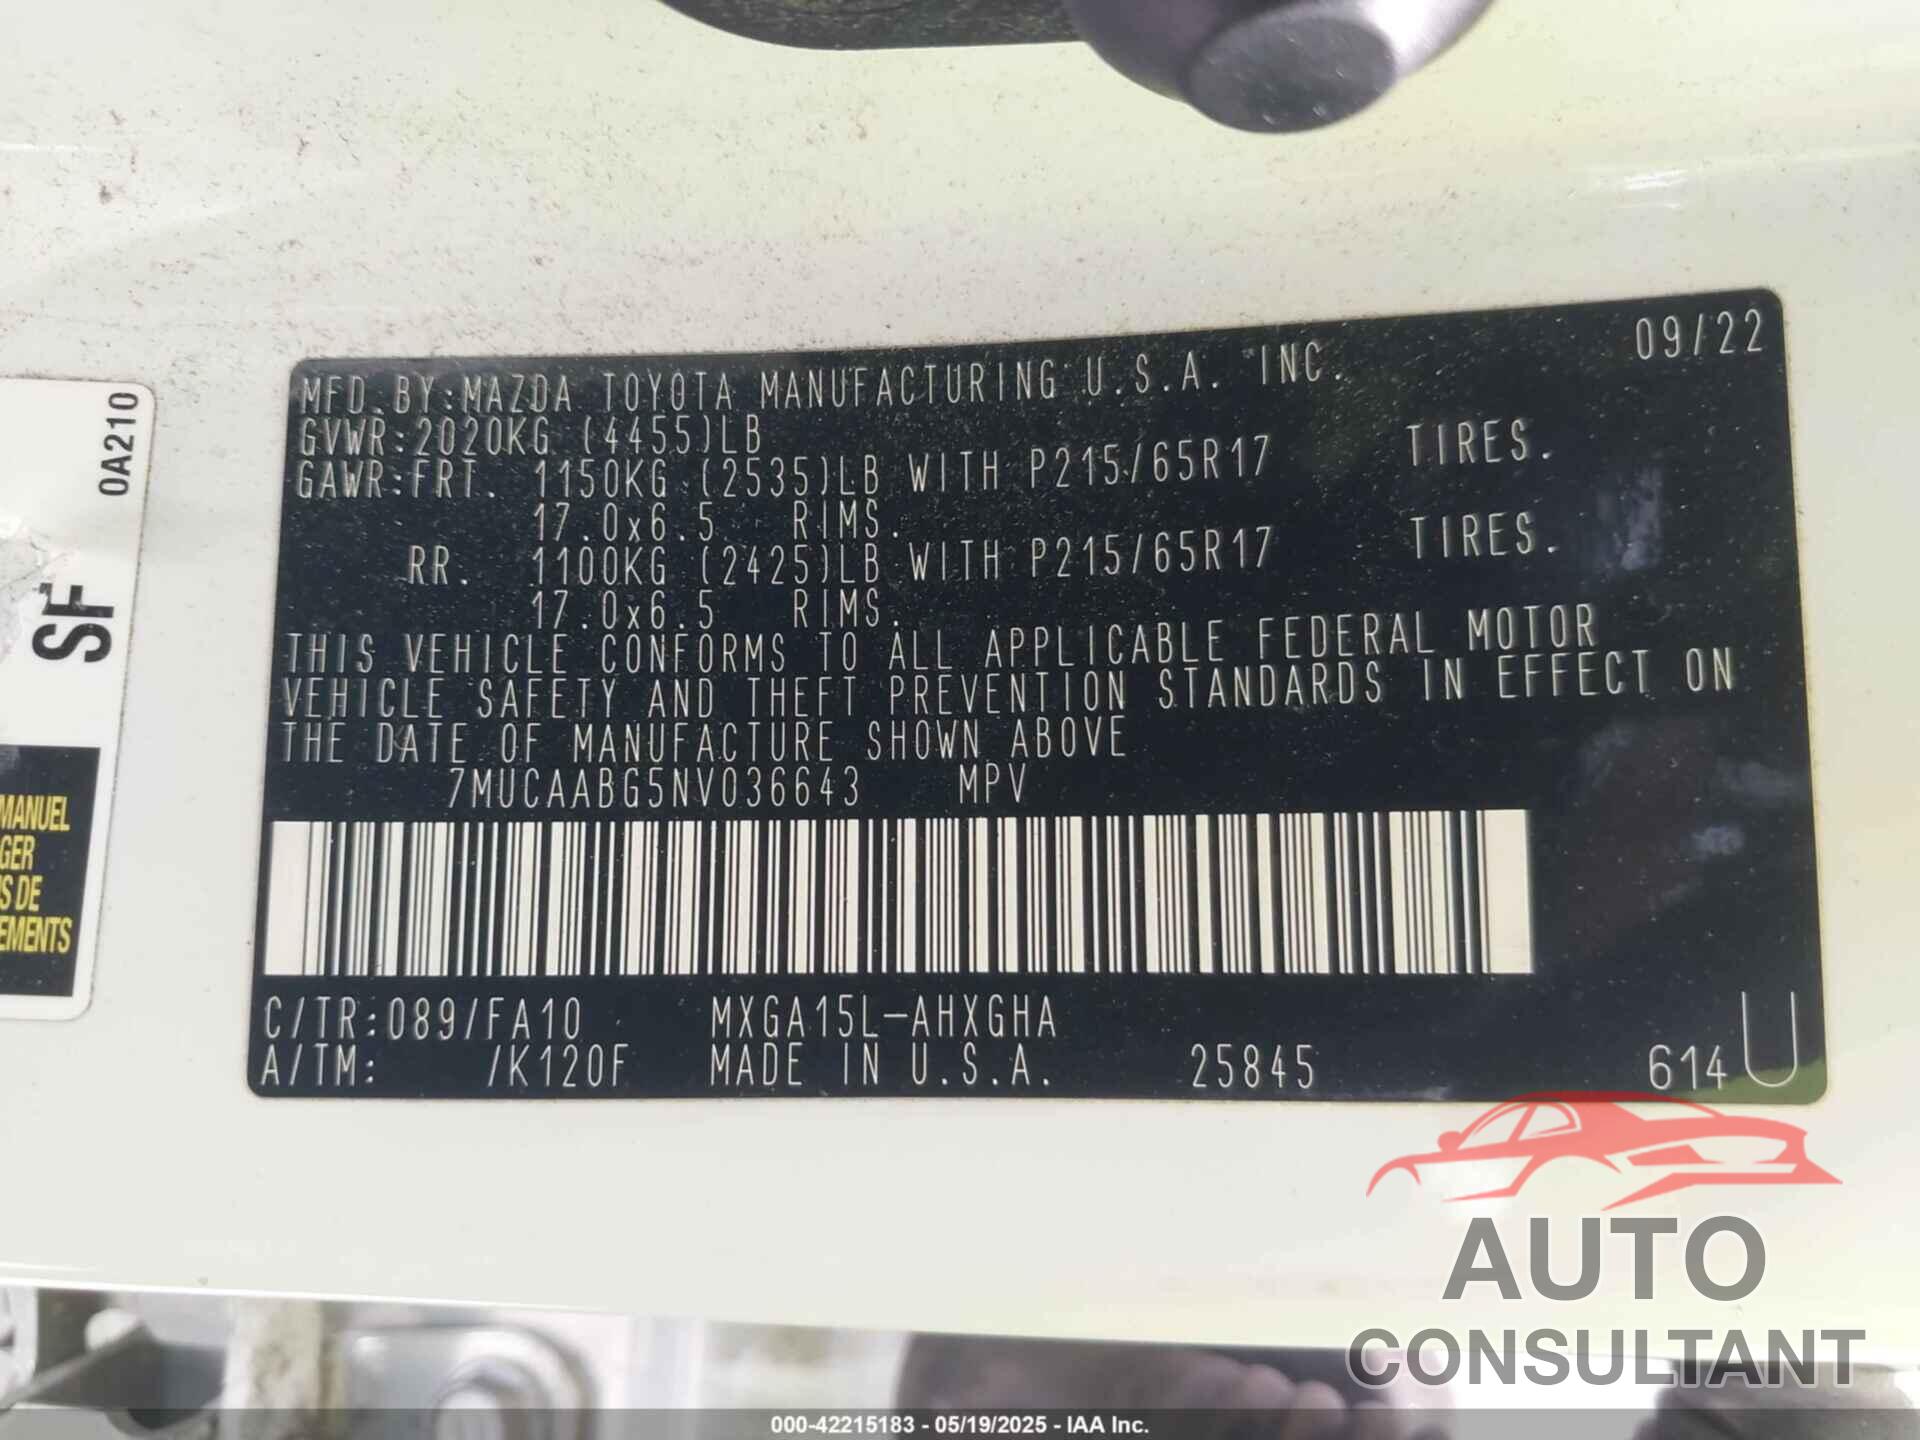 MFD.BY:MAZDA TOYOTA MANUFACTURING U.S.A. INC. 09/22
GVWR:2020KG (4455)LB
GAWR:FRT. 1150KG (2535)LB WITH P215/65R17 TIRES.
17.0x6.5 RIMS.
RR. 1100KG (2425)LB WITH P215/65R17 TIRES.
17.0x6.5 RIMS.
THIS VEHICLE CONFORMS TO ALL APPLICABLE FEDERAL MOTOR
VEHICLE SAFETY AND THEFT PREVENTION STANDARDS IN EFFECT ON
THE DATE OF MANUFACTURE SHOWN ABOVE
7MUCAABG5NV036643 MPV
C/TR:089/FA10 MXGA15L-AHXGHA
A/TM: /K120F MADE IN U.S.A. 25845 614 U
0A210
SF
MANUEL
GER
S DE
EMENTS
AUTO
CONSULTANT
000-42215183 - 05/19/2025 - IAA Inc.